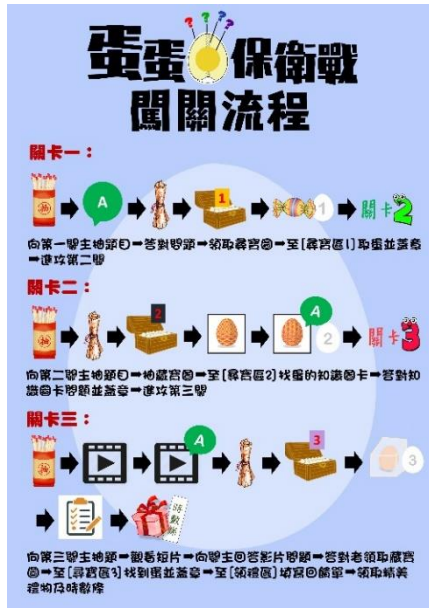 ? ? ? ?
蛋蛋保衛戰
闖關流程
關卡一：
A
1
1
關卡2
向第一關主抽題目➡答對問題➡領取尋寶圖➡至[尋寶區1]取蛋並蓋章
➡進攻第二關
關卡二：
2
A
2
關卡3
向第二關主抽題目➡抽藏寶圖➡至[尋寶區2]找蛋的知識圖卡➡答對知
識圖卡問題並蓋章➡進攻第三關
關卡三：
A
3
3
時數條
向第三關主抽題➡觀看短片➡向關主回答影片問題➡答對者領取藏寶
圖➡至[尋寶區3]找到蛋並蓋章➡至[領禮區]填寫回饋單➡領取精美
禮物及時數條